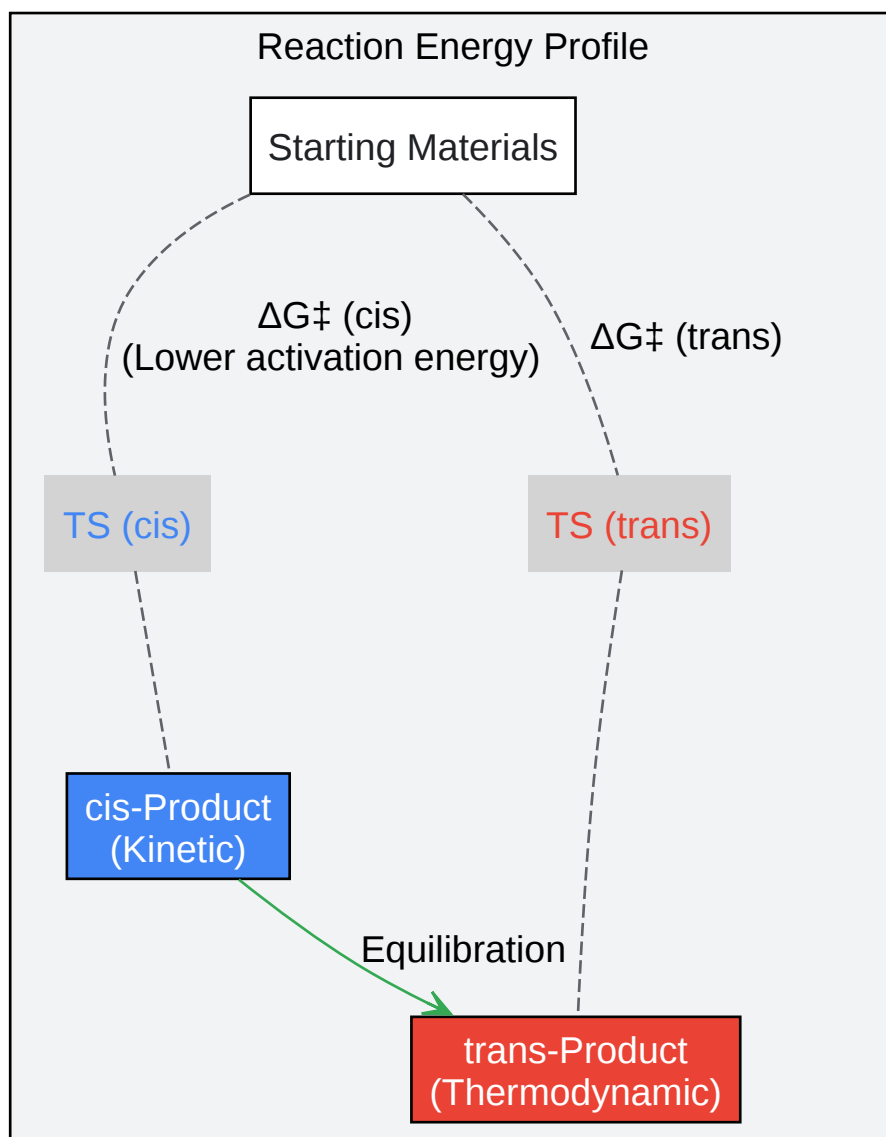 Reaction Energy Profile
Starting Materials
ΔG‡ (cis)
(Lower activation energy)
ΔG‡ (trans)
TS (cis)
TS (trans)
cis-Product
(Kinetic)
Equilibration
trans-Product
(Thermodynamic)